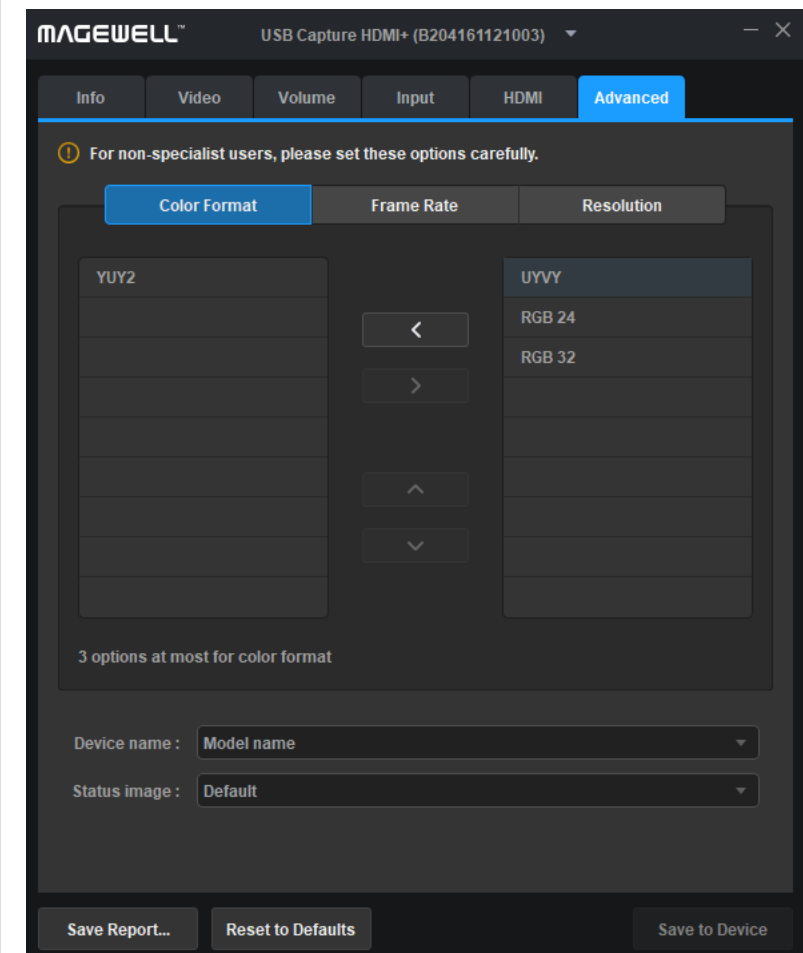 MAGEWELL™ USB Capture HDMI+ (B204161121003)
Info Video Volume Input HDMI Advanced
For non-specialist users, please set these options carefully.
Color Format Frame Rate Resolution
YUY2 UYVY
RGB 24
RGB 32
3 options at most for color format
Device name : Model name
Status image : Default
Save Report... Reset to Defaults Save to Device